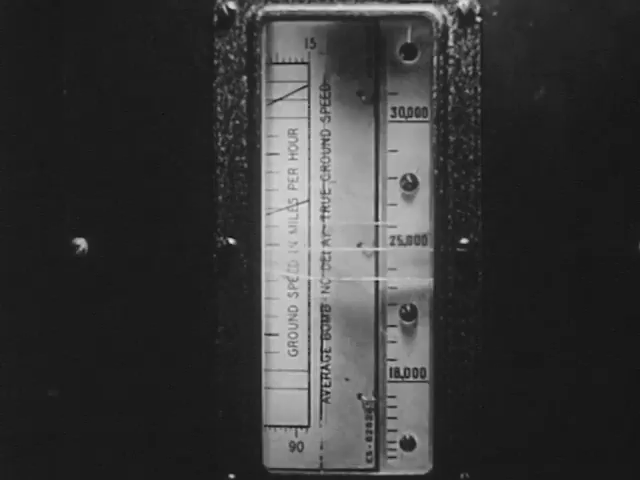 15
GROUND SPEED IN MILES PER HOUR
90
AVERAGE BOMB NO DELAY TRUE GROUND SPEED
30,000
25,000
18,000